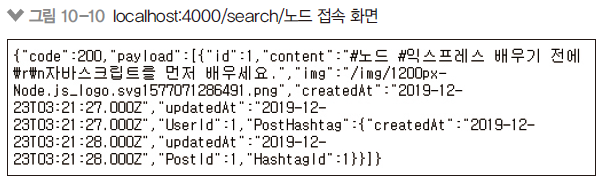 그림 10-10 localhost:4000/search/노드 접속 화면
{"code":200,"payload":[{"id":1,"content":"#노드 #익스프레스 배우기 전에
₩r₩n자바스크립트를 먼저 배우세요.","img":"/img/1200px-
Node.js_logo.svg1577071286491.png","createdAt":"2019-12-
23T03:21:27.000Z","updatedAt":"2019-12-
23T03:21:27.000Z","UserId":1,"PostHashtag":{"createdAt":"2019-12-
23T03:21:28.000Z","updatedAt":"2019-12-
23T03:21:28.000Z","PostId":1,"HashtagId":1}}]}